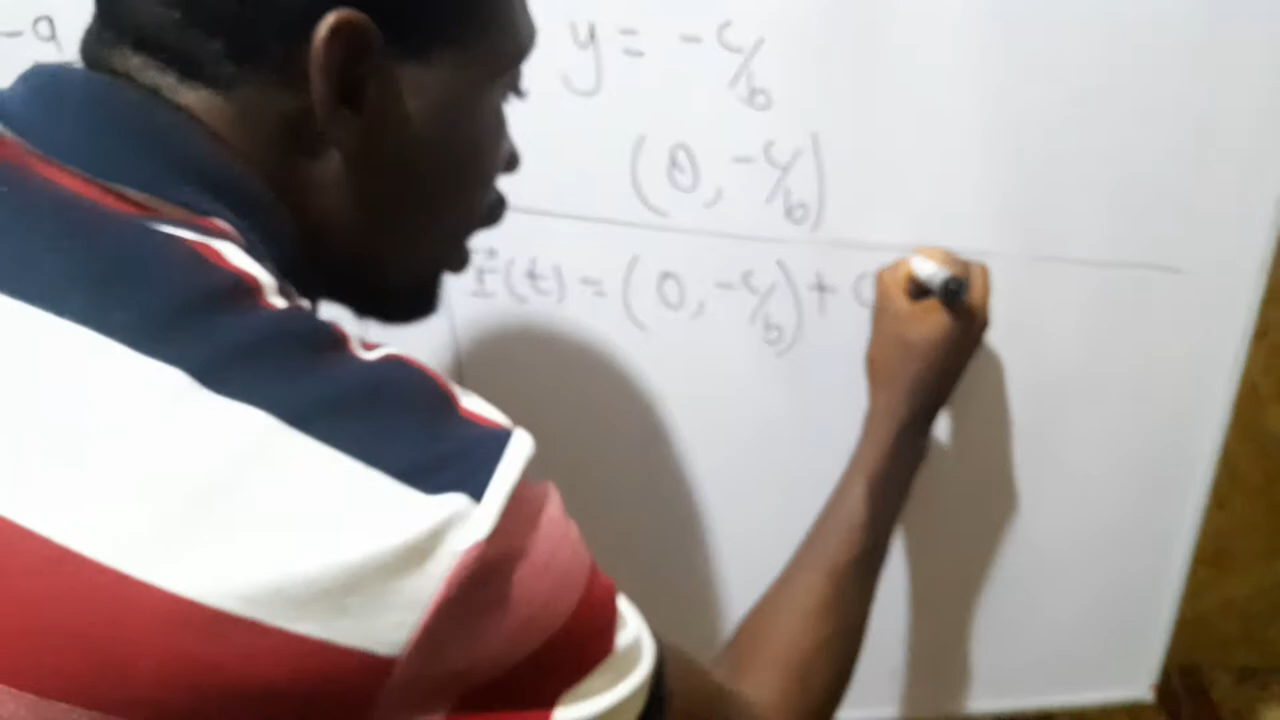 -a
y = -c/b
(0, -c/b)
r⃗(t) = (0, -c/b) +